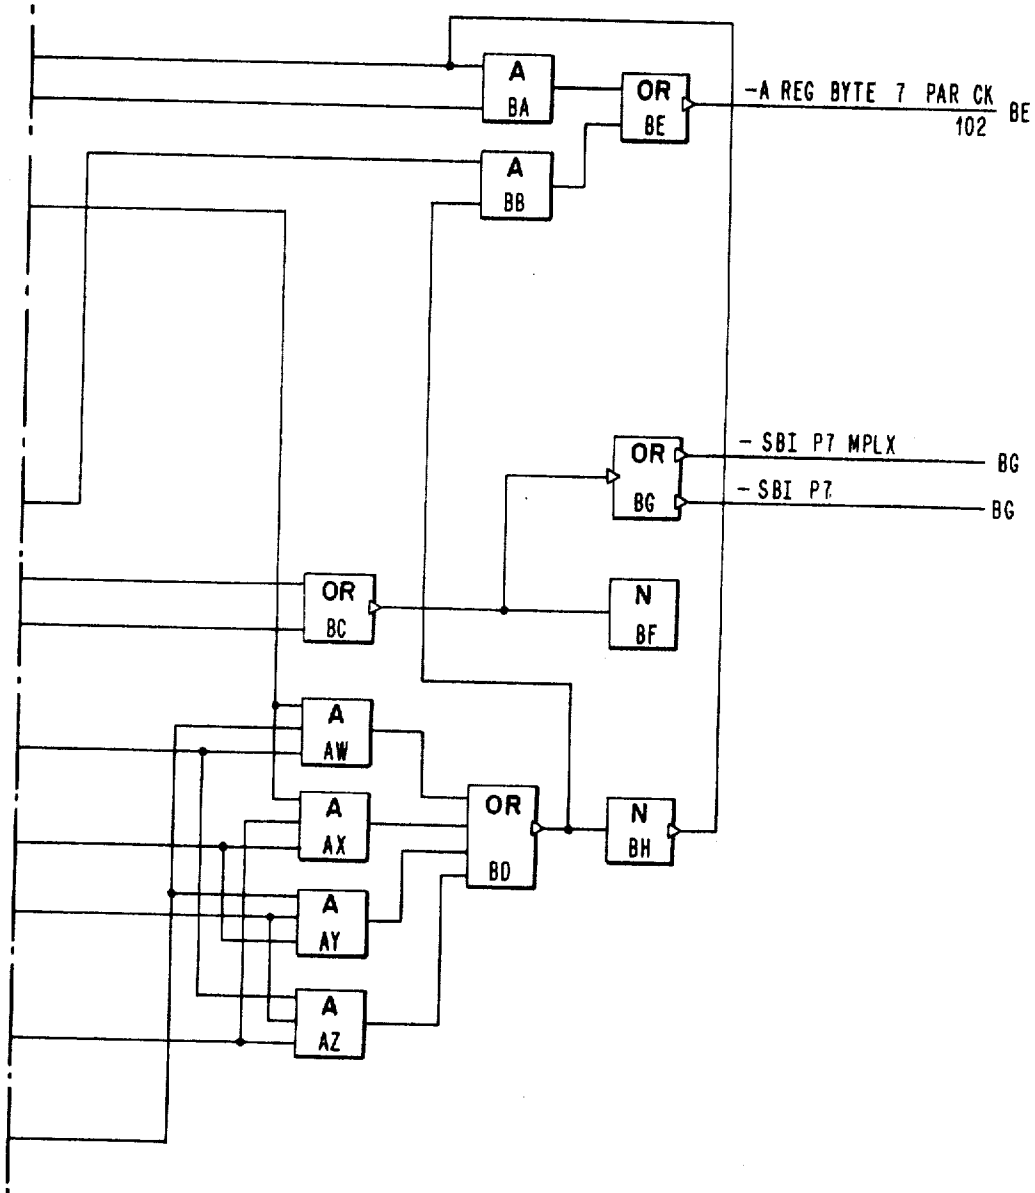 A
BA
OR
BE
-A REG BYTE 7 PAR CK
102
BE
A
BB
OR
BG
- SBI P7 MPLX
BG
- SBI P7
BG
OR
BC
N
BF
A
AW
A
AX
OR
BD
N
BH
A
AY
A
AZ